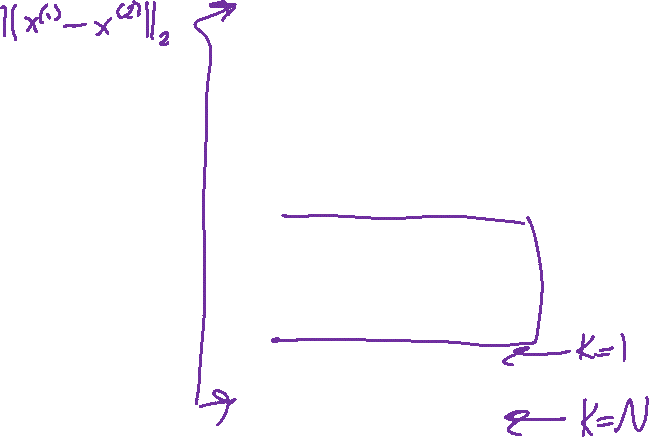 ||x^(1) - x^(2)||_2
K=1
K=N